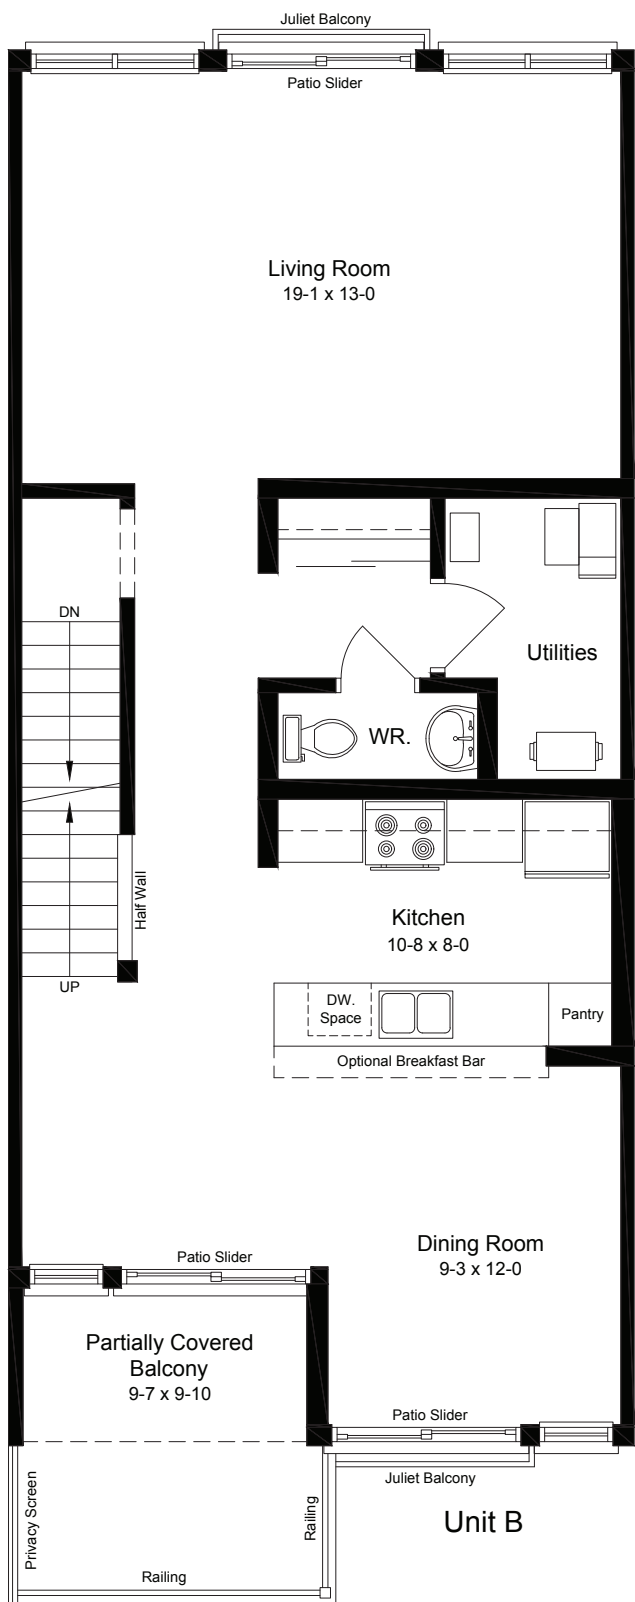 Juliet Balcony
Patio Slider
Living Room
19-1 x 13-0
DN
Utilities
WR.
Half Wall
Kitchen
10-8 x 8-0
UP
DW.
Space
Pantry
Optional Breakfast Bar
Dining Room
9-3 x 12-0
Patio Slider
Partially Covered
Balcony
9-7 x 9-10
Patio Slider
Juliet Balcony
Privacy Screen
Railing
Railing
Unit B